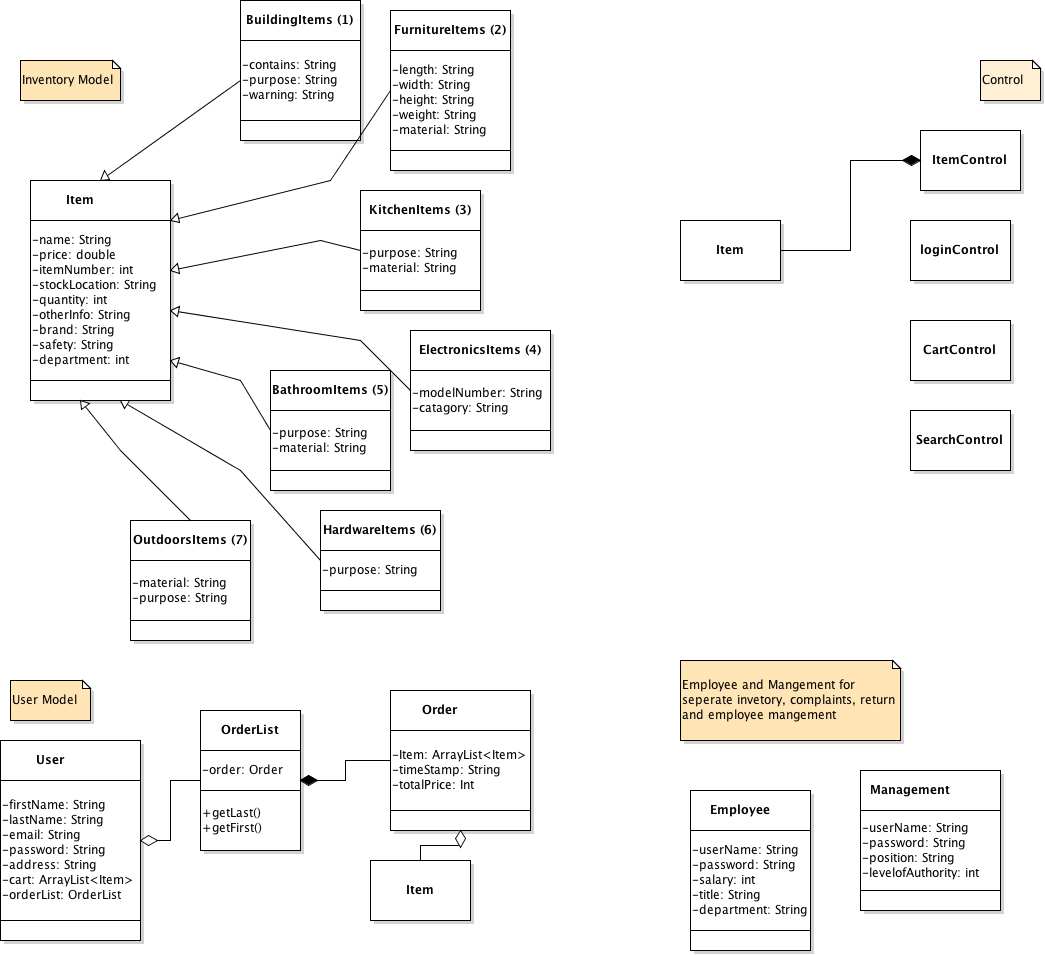 Inventory Model
BuildingItems (1)
-contains: String
-purpose: String
-warning: String
FurnitureItems (2)
-length: String
-width: String
-height: String
-weight: String
-material: String
Item
-name: String
-price: double
-itemNumber: int
-stockLocation: String
-quantity: int
-otherInfo: String
-brand: String
-safety: String
-department: int
KitchenItems (3)
-purpose: String
-material: String
ElectronicsItems (4)
-modelNumber: String
-catagory: String
BathroomItems (5)
-purpose: String
-material: String
HardwareItems (6)
-purpose: String
OutdoorsItems (7)
-material: String
-purpose: String
Control
ItemControl
Item
loginControl
CartControl
SearchControl
User Model
User
-firstName: String
-lastName: String
-email: String
-password: String
-address: String
-cart: ArrayList<Item>
-orderList: OrderList
OrderList
-order: Order
+getLast()
+getFirst()
Order
-Item: ArrayList<Item>
-timeStamp: String
-totalPrice: Int
Item
Employee and Mangement for
seperate invetory, complaints, return
and employee mangement
Employee
-userName: String
-password: String
-salary: int
-title: String
-department: String
Management
-userName: String
-password: String
-position: String
-levelofAuthority: int